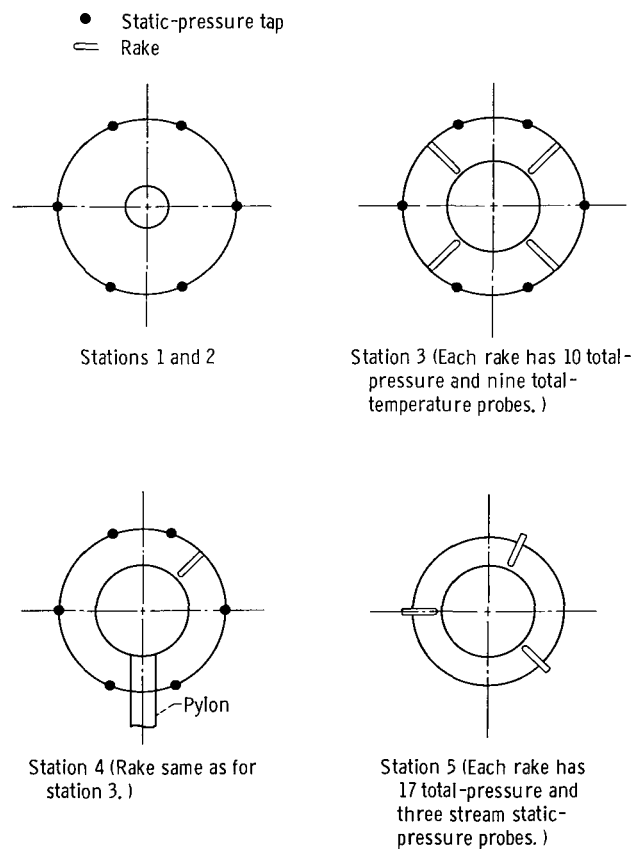 Static-pressure tap
Rake
Stations 1 and 2
Station 3 (Each rake has 10 total-
pressure and nine total-
temperature probes.)
Pylon
Station 4 (Rake same as for
station 3.)
Station 5 (Each rake has
17 total-pressure and
three stream static-
pressure probes.)